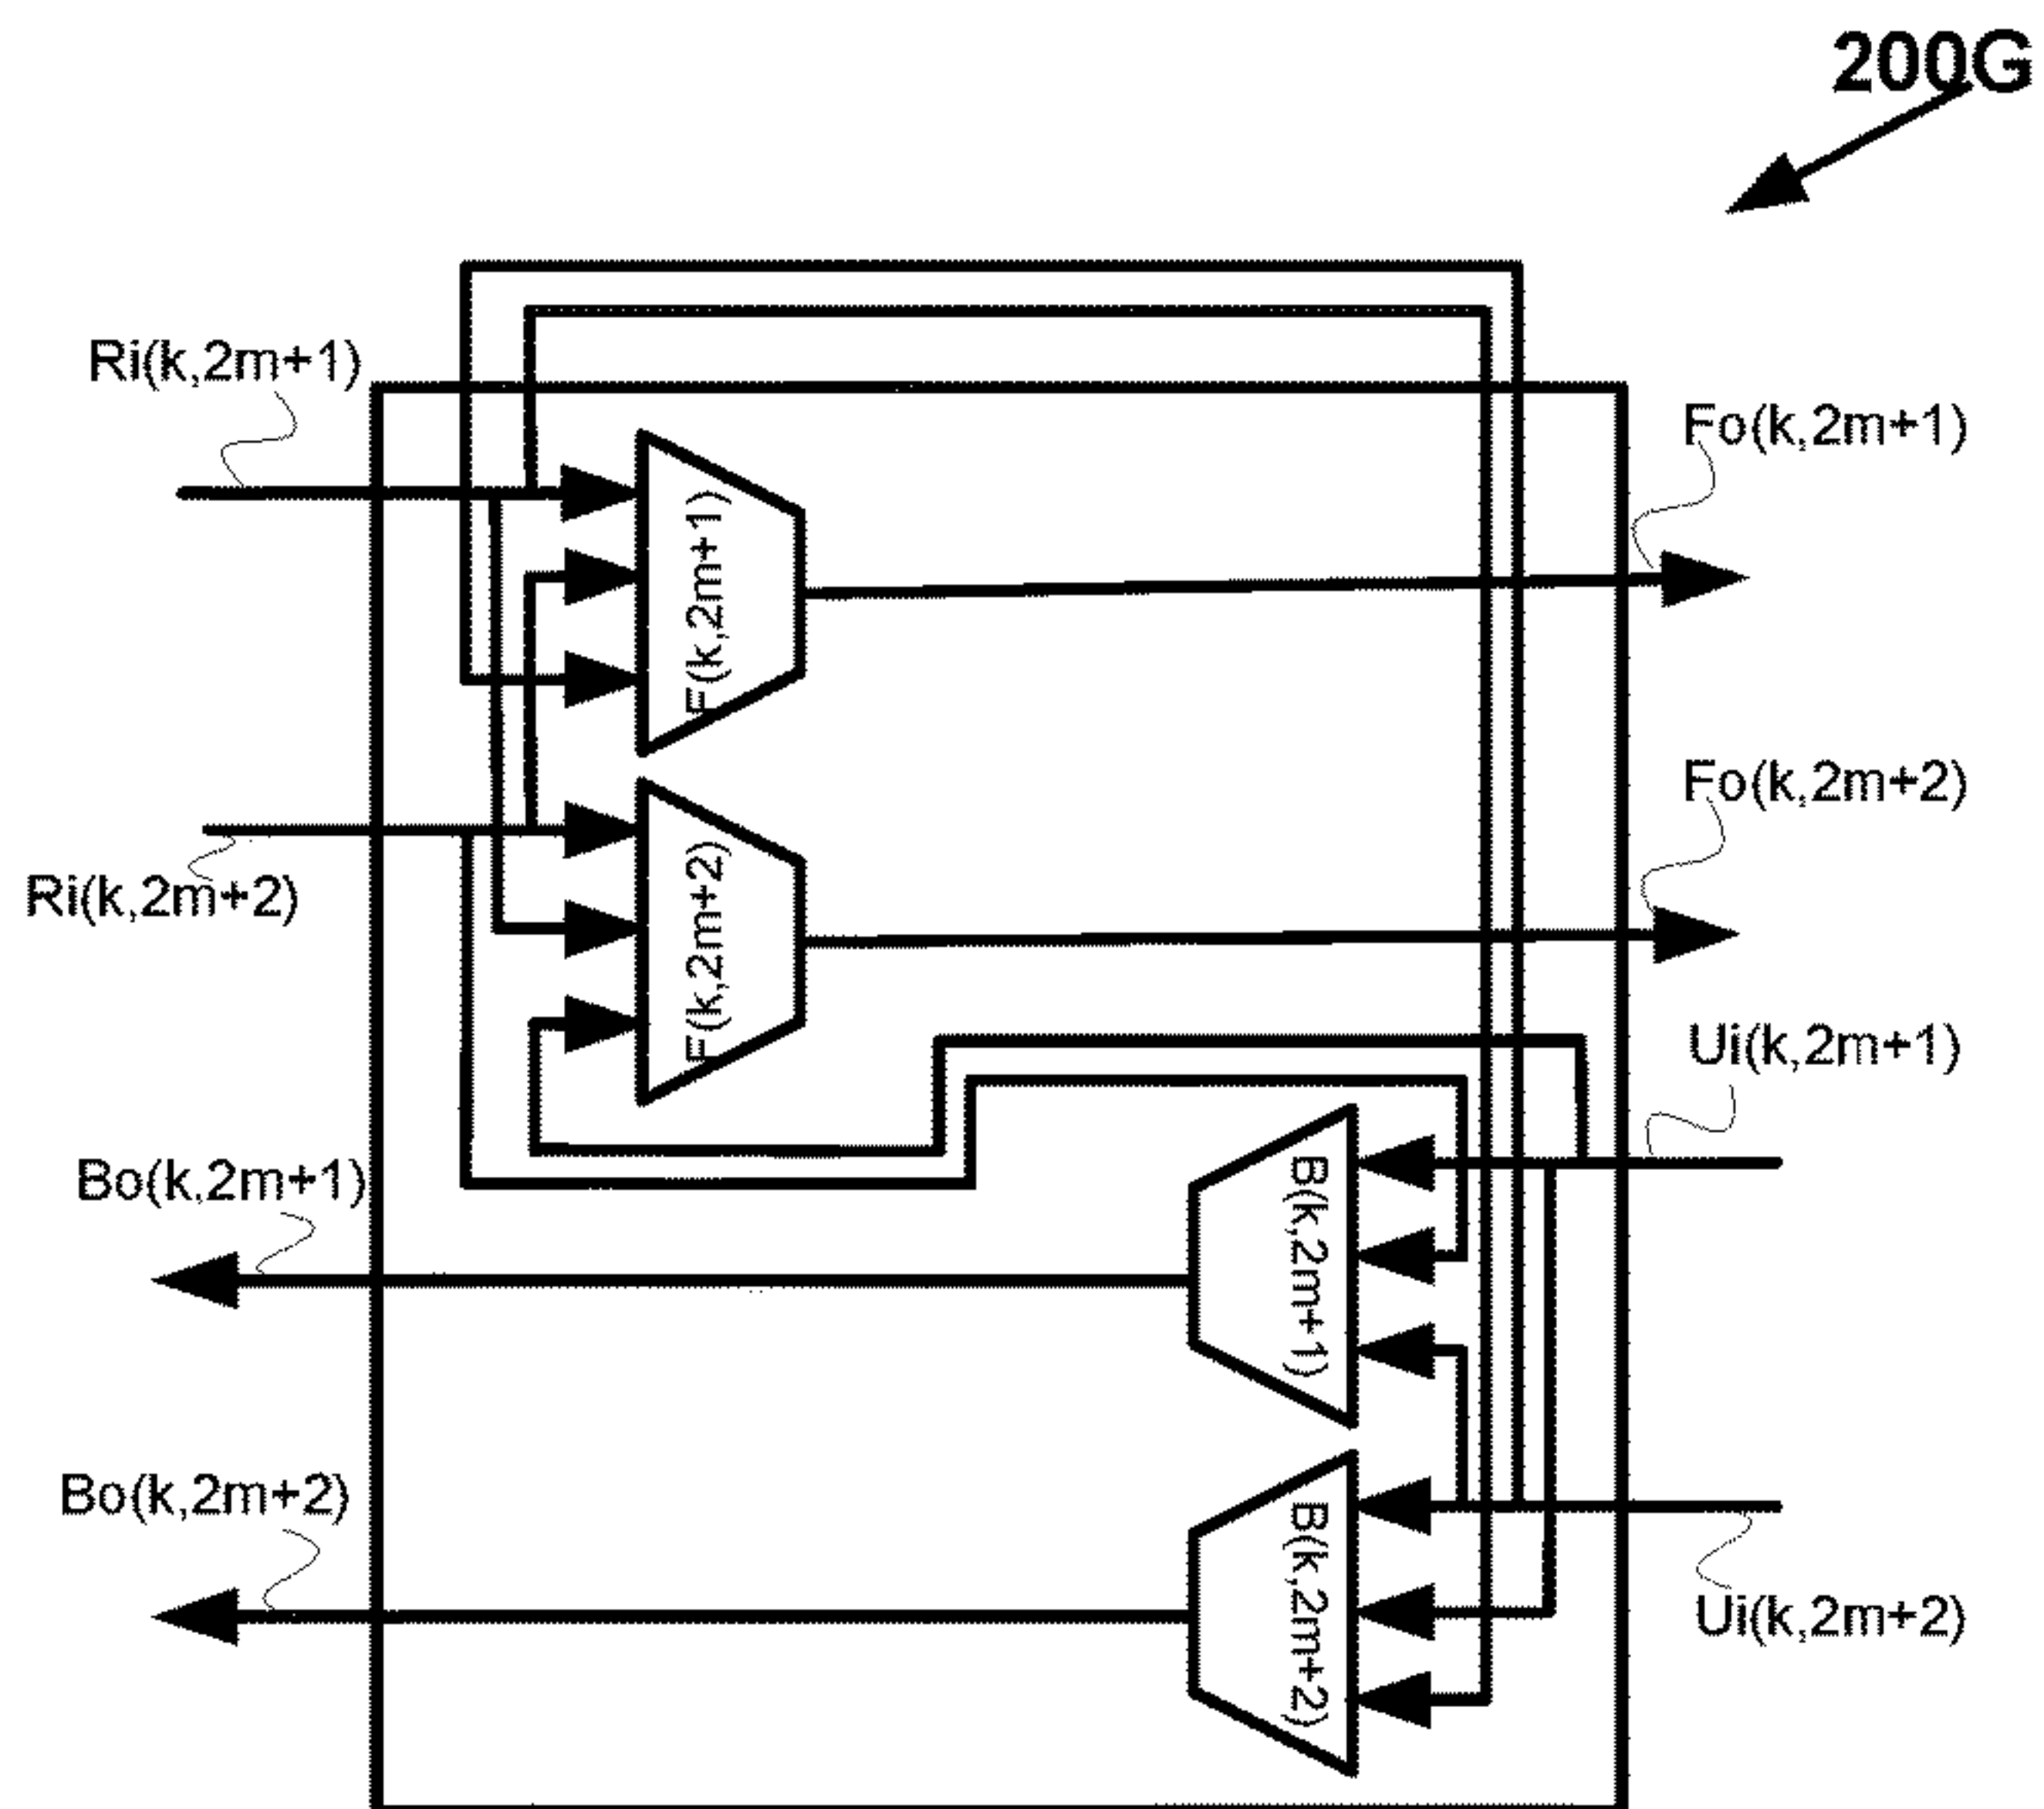 200G
Ri(k,2m+1)
Fo(k,2m+1)
F(k,2m+1)
Fo(k,2m+2)
Ri(k,2m+2)
F(k,2m+2)
Ui(k,2m+1)
Bo(k,2m+1)
B(k,2m+1)
Bo(k,2m+2)
B(k,2m+2)
Ui(k,2m+2)